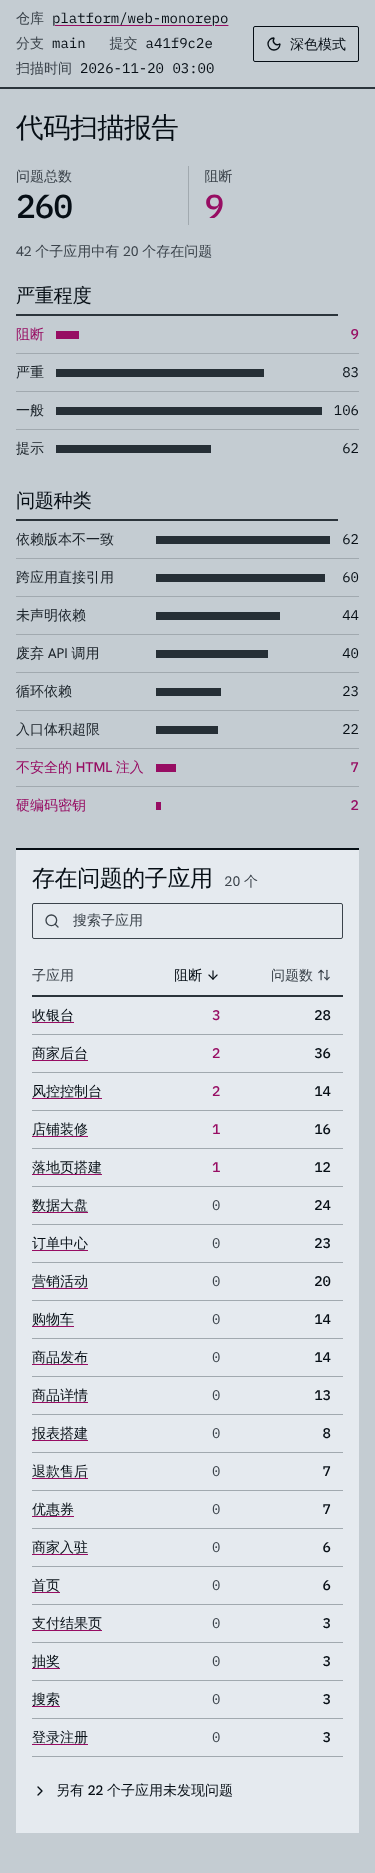 仓库 platform/web-monorepo
分支 main 提交 a41f9c2e
扫描时间 2026-11-20 03:00
深色模式
代码扫描报告
问题总数 阻断
260 9
42 个子应用中有 20 个存在问题
严重程度
阻断 9
严重 83
一般 106
提示 62
问题种类
依赖版本不一致 62
跨应用直接引用 60
未声明依赖 44
废弃 API 调用 40
循环依赖 23
入口体积超限 22
不安全的 HTML 注入 7
硬编码密钥 2
存在问题的子应用 20 个
搜索子应用
子应用 阻断 ↓ 问题数 ↑↓
收银台 3 28
商家后台 2 36
风控控制台 2 14
店铺装修 1 16
落地页搭建 1 12
数据大盘 0 24
订单中心 0 23
营销活动 0 20
购物车 0 14
商品发布 0 14
商品详情 0 13
报表搭建 0 8
退款售后 0 7
优惠券 0 7
商家入驻 0 6
首页 0 6
支付结果页 0 3
抽奖 0 3
搜索 0 3
登录注册 0 3
另有 22 个子应用未发现问题